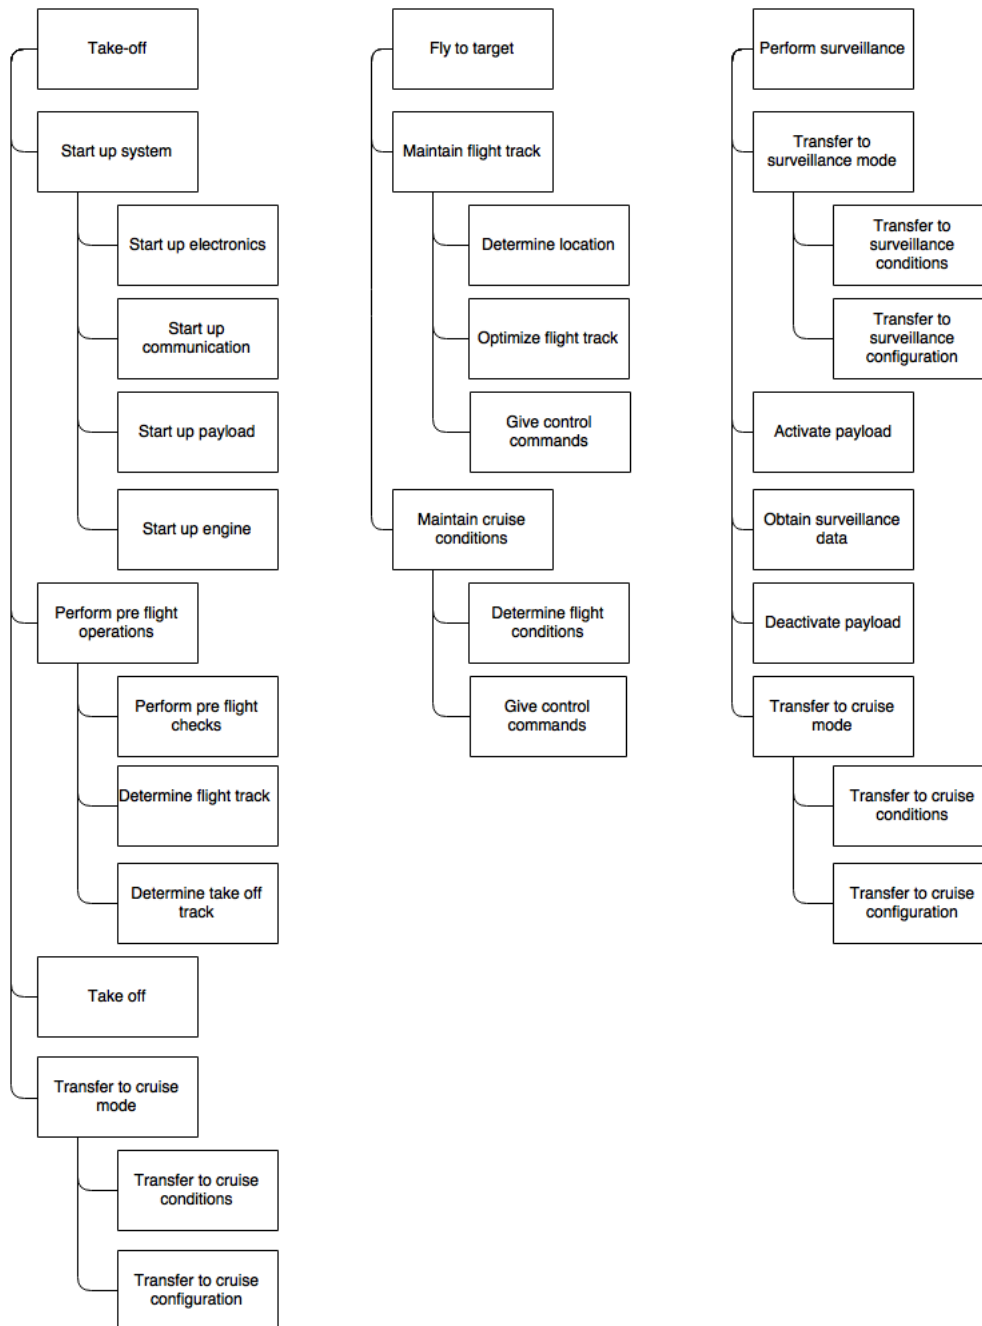 Take-off
Start up system
Start up electronics
Start up
communication
Start up payload
Start up engine
Perform pre flight
operations
Perform pre flight
checks
Determine flight track
Determine take off
track
Take off
Transfer to cruise
mode
Transfer to cruise
conditions
Transfer to cruise
configuration
Fly to target
Maintain flight track
Determine location
Optimize flight track
Give control
commands
Maintain cruise
conditions
Determine flight
conditions
Give control
commands
Perform surveillance
Transfer to
surveillance mode
Transfer to
surveillance
conditions
Transfer to
surveillance
configuration
Activate payload
Obtain surveillance
data
Deactivate payload
Transfer to cruise
mode
Transfer to cruise
conditions
Transfer to cruise
configuration